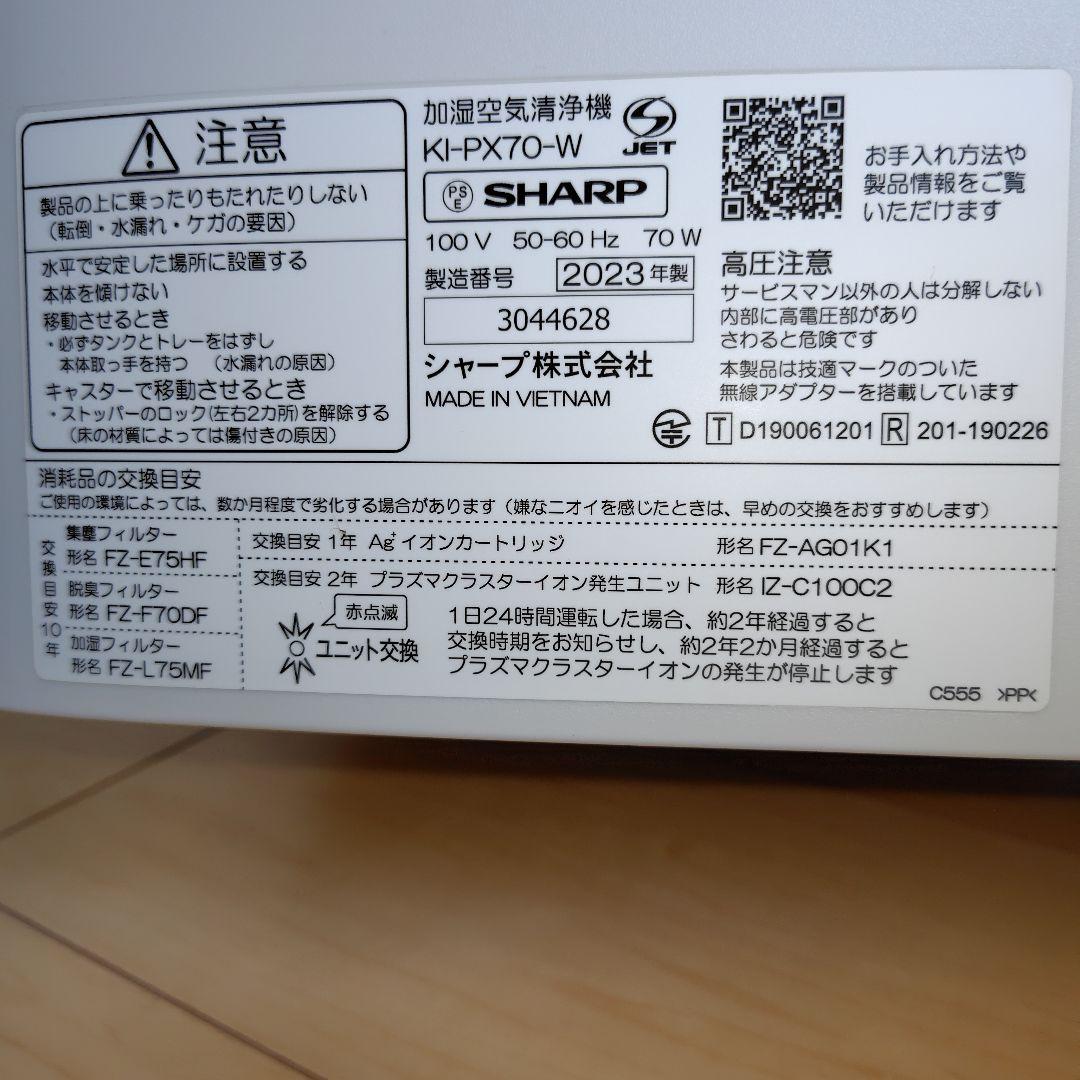 注意
製品の上に乗ったりもたれたりしない
（転倒・水漏れ・ケガの要因）
水平で安定した場所に設置する
本体を傾けない
移動させるとき
・必ずタンクとトレーをはずし
本体取っ手を持つ （水漏れの原因）
キャスターで移動させるとき
・ストッパーのロック(左右2カ所)を解除する
（床の材質によっては傷付きの原因）
加湿空気清浄機
KI-PX70-W
JET
PSE SHARP
100 V 50-60 Hz 70 W
製造番号 2023年製
3044628
シャープ株式会社
MADE IN VIETNAM
お手入れ方法や
製品情報をご覧
いただけます
高圧注意
サービスマン以外の人は分解しない
内部に高電圧部があり
さわると危険です
本製品は技適マークのついた
無線アダプターを搭載しています
T D190061201 R 201-190226
消耗品の交換目安
ご使用の環境によっては、数か月程度で劣化する場合があります（嫌なニオイを感じたときは、早めの交換をおすすめします）
交換目安10年
集塵フィルター
形名 FZ-E75HF
脱臭フィルター
形名 FZ-F70DF
加湿フィルター
形名 FZ-L75MF
交換目安 1年 Ag⁺イオンカートリッジ 形名 FZ-AG01K1
交換目安 2年 プラズマクラスターイオン発生ユニット 形名 IZ-C100C2
赤点滅
ユニット交換
1日24時間運転した場合、約2年経過すると
交換時期をお知らせし、約2年2か月経過すると
プラズマクラスターイオンの発生が停止します
C555 >PP<